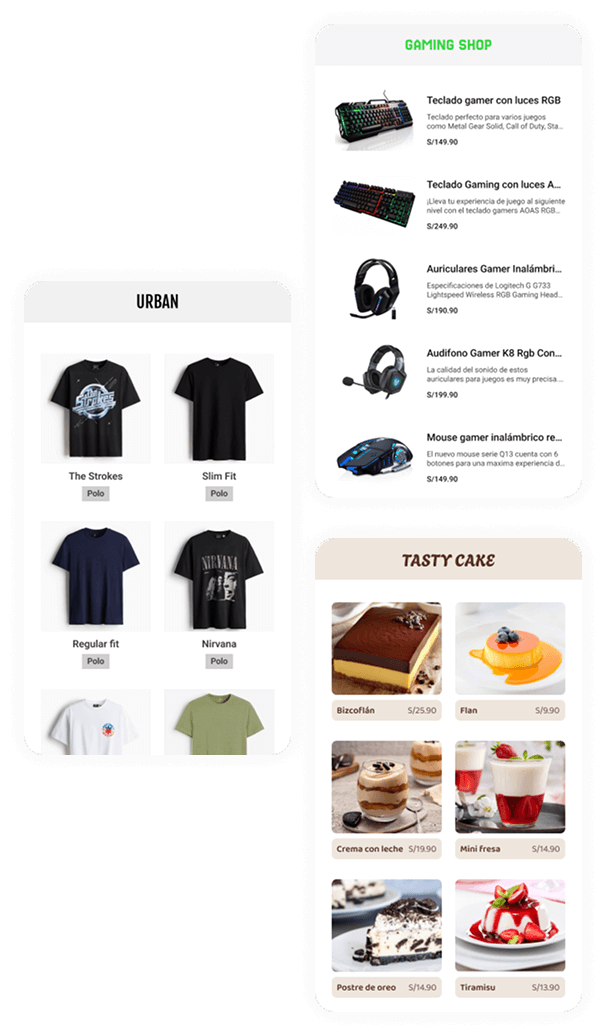 GAMING SHOP
Teclado gamer con luces RGB
Teclado perfecto para varios juegos
como Metal Gear Solid, Call of Duty, Sta...
S/149.90
Teclado Gaming con luces A...
¡Lleva tu experiencia de juego al siguiente
nivel con el teclado gamers AOAS RGB...
S/249.90
Auriculares Gamer Inalámbri...
Especificaciones de Logitech G G733
Lightspeed Wireless RGB Gaming Head...
S/190.90
Audifono Gamer K8 Rgb Con...
La calidad del sonido de estos
auriculares para juegos es muy precisa...
S/199.90
Mouse gamer inalámbrico re...
El nuevo mouse serie Q13 cuenta con 6
botones para una maxima experiencia d...
S/149.90
URBAN
The Strokes
The Strokes
Polo
Slim Fit
Polo
Regular fit
Polo
NIRVANA
Nirvana
Polo
TASTY CAKE
Bizcoflán S/25.90
Flan S/9.90
Crema con leche S/19.90
Mini fresa S/14.90
Postre de oreo S/14.90
Tiramisu S/13.90